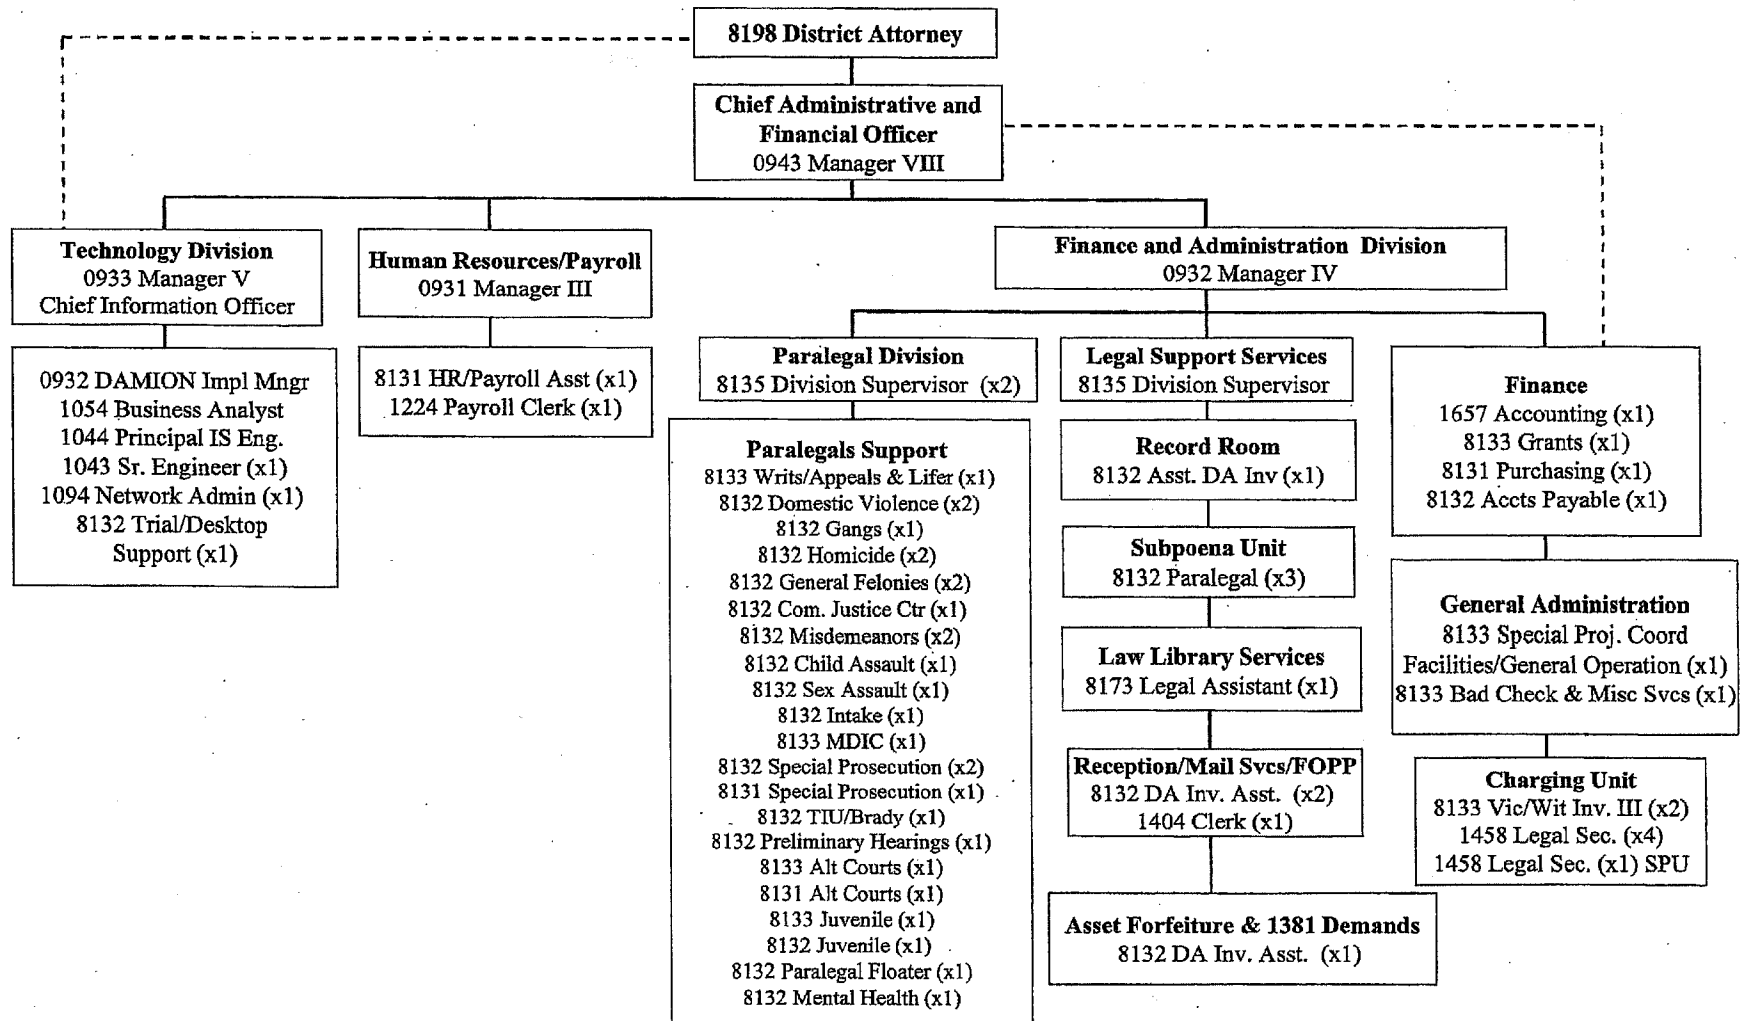 8198 District Attorney
Chief Administrative and
Financial Officer
0943 Manager VIII
Technology Division
0933 Manager V
Chief Information Officer
0932 DAMION Impl Mngr
1054 Business Analyst
1044 Principal IS Eng.
1043 Sr. Engineer (x1)
1094 Network Admin (x1)
8132 Trial/Desktop
Support (x1)
Human Resources/Payroll
0931 Manager III
8131 HR/Payroll Asst (x1)
1224 Payroll Clerk (x1)
Finance and Administration Division
0932 Manager IV
Paralegal Division
8135 Division Supervisor (x2)
Paralegals Support
8133 Writs/Appeals & Lifer (x1)
8132 Domestic Violence (x2)
8132 Gangs (x1)
8132 Homicide (x2)
8132 General Felonies (x2)
8132 Com. Justice Ctr (x1)
8132 Misdemeanors (x2)
8132 Child Assault (x1)
8132 Sex Assault (x1)
8132 Intake (x1)
8133 MDIC (x1)
8132 Special Prosecution (x2)
8131 Special Prosecution (x1)
8132 TIU/Brady (x1)
8132 Preliminary Hearings (x1)
8133 Alt Courts (x1)
8131 Alt Courts (x1)
8133 Juvenile (x1)
8132 Juvenile (x1)
8132 Paralegal Floater (x1)
8132 Mental Health (x1)
Legal Support Services
8135 Division Supervisor
Record Room
8132 Asst. DA Inv (x1)
Subpoena Unit
8132 Paralegal (x3)
Law Library Services
8173 Legal Assistant (x1)
Reception/Mail Svcs/FOPP
8132 DA Inv. Asst. (x2)
1404 Clerk (x1)
Asset Forfeiture & 1381 Demands
8132 DA Inv. Asst. (x1)
Finance
1657 Accounting (x1)
8133 Grants (x1)
8131 Purchasing (x1)
8132 Accts Payable (x1)
General Administration
8133 Special Proj. Coord
Facilities/General Operation (x1)
8133 Bad Check & Misc Svcs (x1)
Charging Unit
8133 Vic/Wit Inv. III (x2)
1458 Legal Sec. (x4)
1458 Legal Sec. (x1) SPU